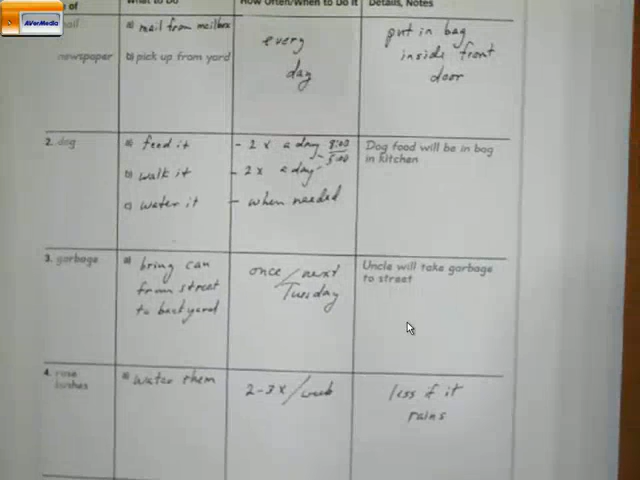 AVerMedia
of
What to Do
How Often/When to Do It
Details, Notes
mail
a) mail from mailbox
every
day
put in bag
inside front
door
newspaper
b) pick up from yard
2. dog
a) feed it
- 2 x a day 8:00
5:00
Dog food will be in bag
in kitchen
b) walk it
- 2 x a day -
c) water it
- when needed
3. garbage
a) bring can
from street
to backyard
once/next
Tuesday
Uncle will take garbage
to street
4. rose
bushes
a) water them
2-3x/week
less if it
rains